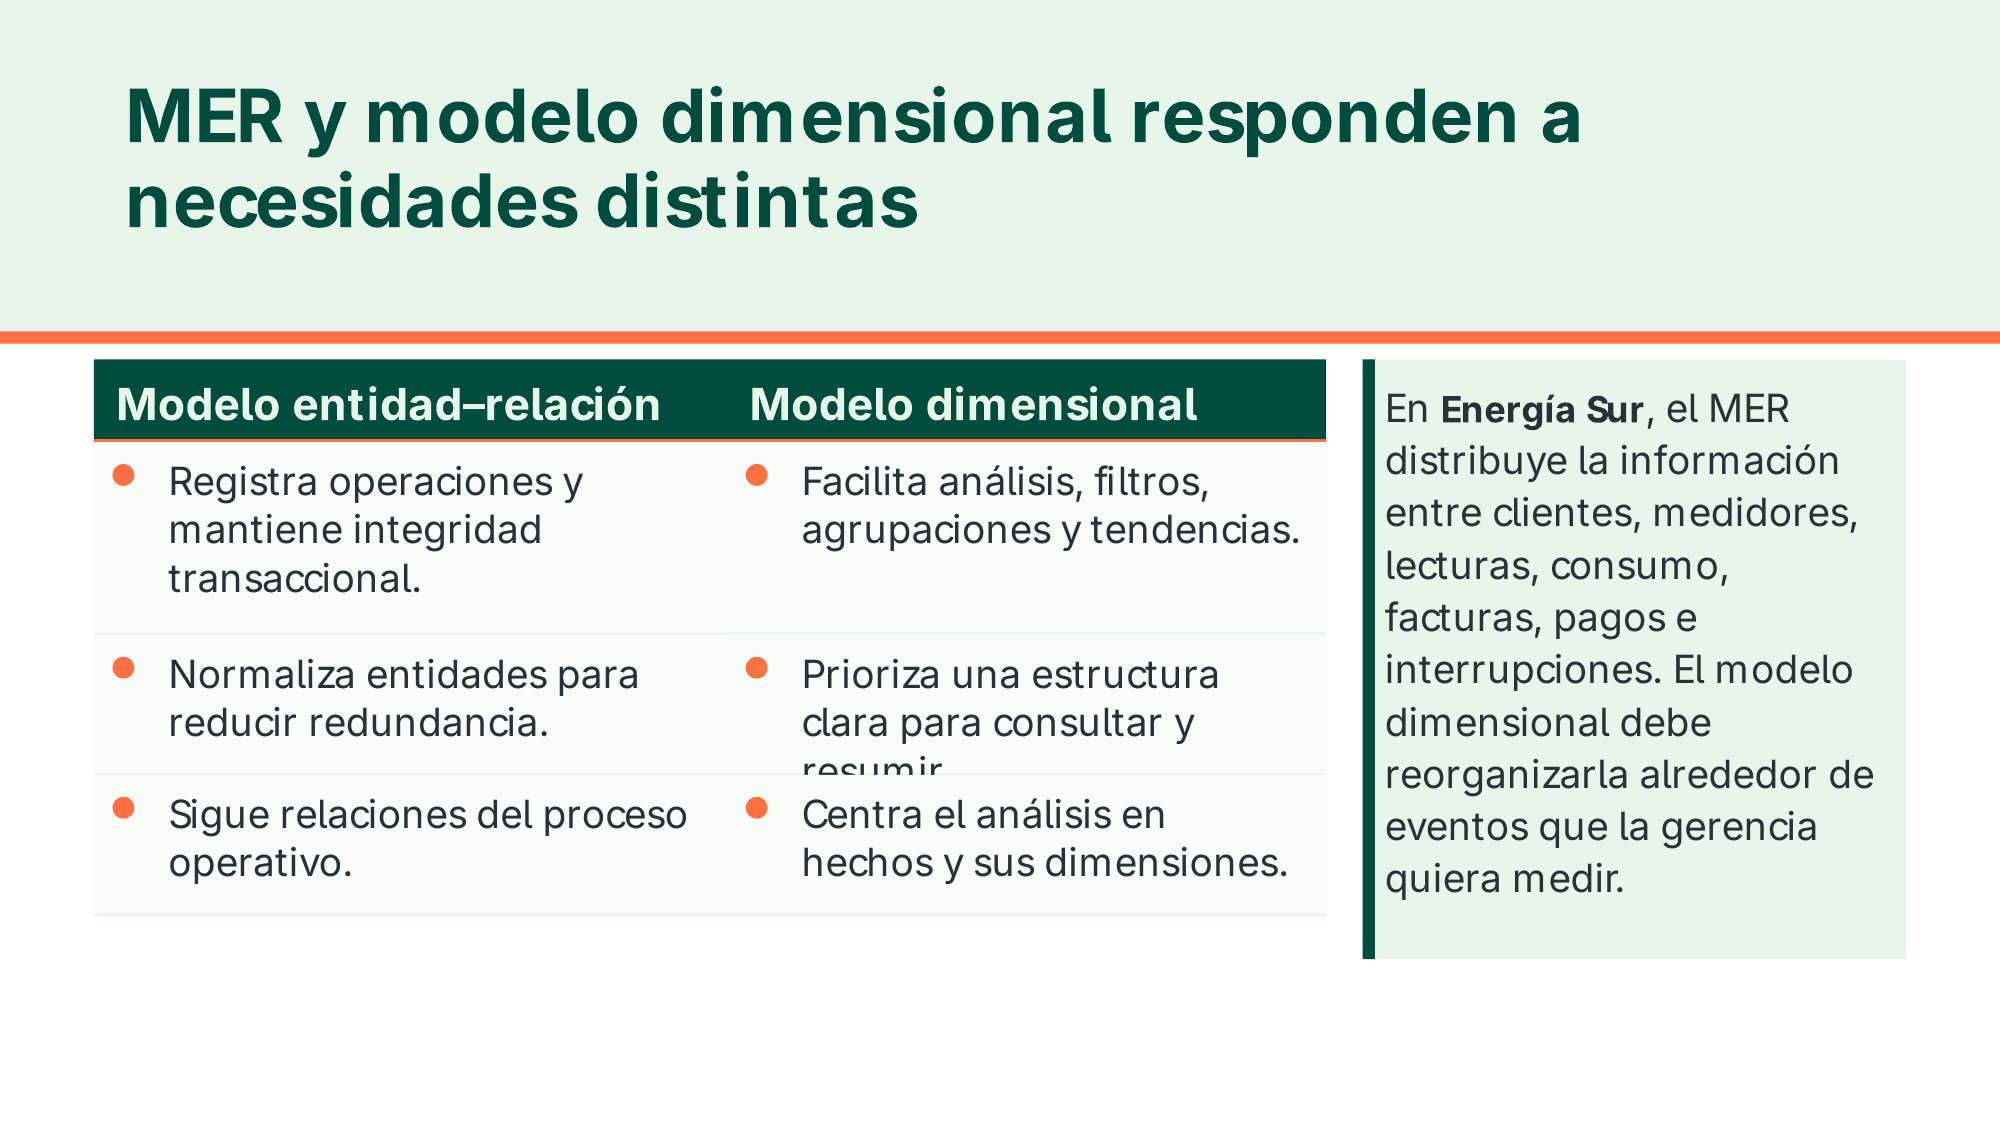 MER y modelo dimensional responden a
necesidades distintas
Modelo entidad–relación
Modelo dimensional
Registra operaciones y
mantiene integridad
transaccional.
Facilita análisis, filtros,
agrupaciones y tendencias.
Normaliza entidades para
reducir redundancia.
Prioriza una estructura
clara para consultar y
resumir
Sigue relaciones del proceso
operativo.
Centra el análisis en
hechos y sus dimensiones.
En Energía Sur, el MER
distribuye la información
entre clientes, medidores,
lecturas, consumo,
facturas, pagos e
interrupciones. El modelo
dimensional debe
reorganizarla alrededor de
eventos que la gerencia
quiera medir.